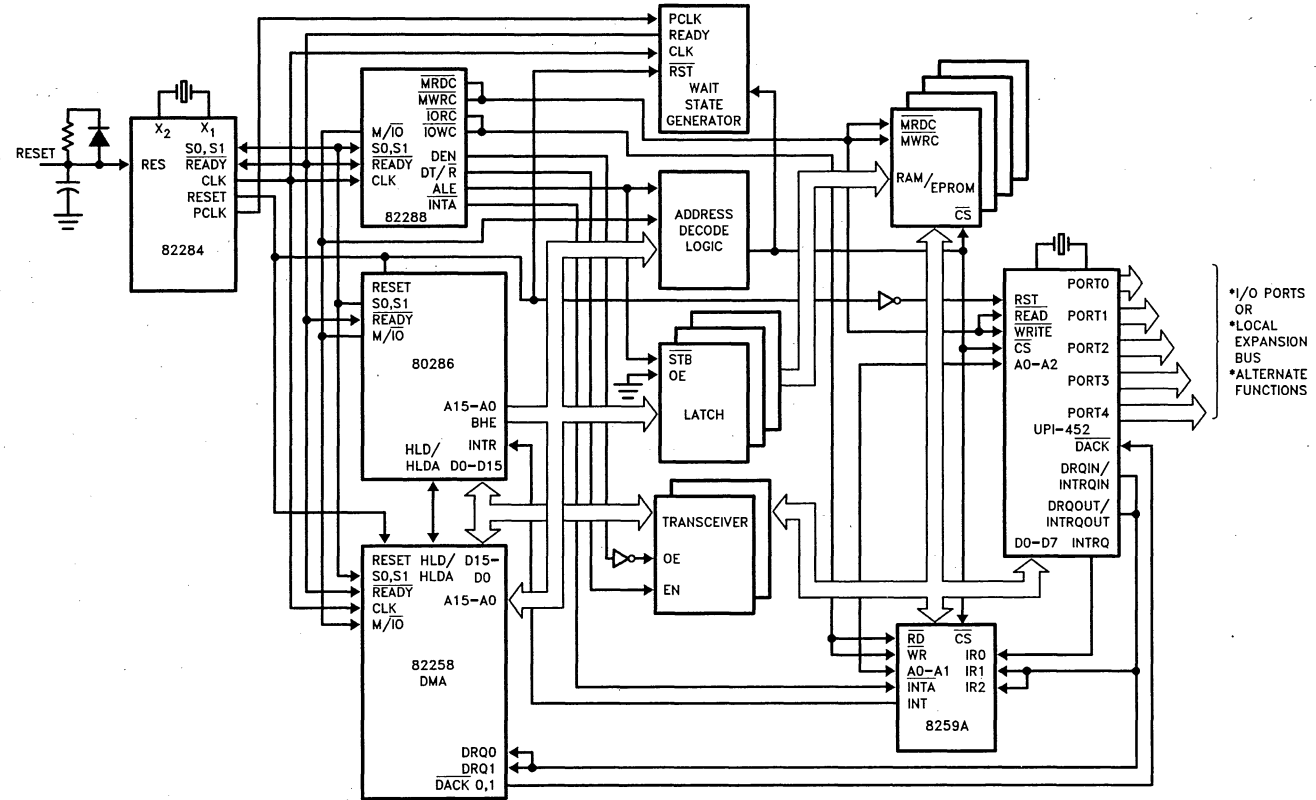 RESET
X2 X1
RES
S0,S1
READY
CLK
RESET
PCLK
82284
M/IO
S0,S1
READY
CLK
MRDC
MWRC
IORC
IOWC
DEN
DT/R
ALE
INTA
82288
PCLK
READY
CLK
RST
WAIT
STATE
GENERATOR
ADDRESS
DECODE
LOGIC
MRDC
MWRC
RAM/EPROM
CS
RESET
S0,S1
READY
M/IO
80286
A15-A0
BHE
INTR
HLD/
HLDA D0-D15
STB
OE
LATCH
TRANSCEIVER
OE
EN
RST
READ
WRITE
CS
A0-A2
PORT0
PORT1
PORT2
PORT3
PORT4
UPI-452
DACK
DRQIN/
INTRQIN
DRQOUT/
INTRQOUT
D0-D7 INTRQ
*I/O PORTS
OR
*LOCAL
EXPANSION
BUS
*ALTERNATE
FUNCTIONS
RESET HLD/ D15-
S0,S1 HLDA D0
READY
CLK
M/IO
A15-A0
82258
DMA
DRQ0
DRQ1
DACK 0,1
RD CS
WR IR0
A0-A1 IR1
INTA IR2
INT
8259A